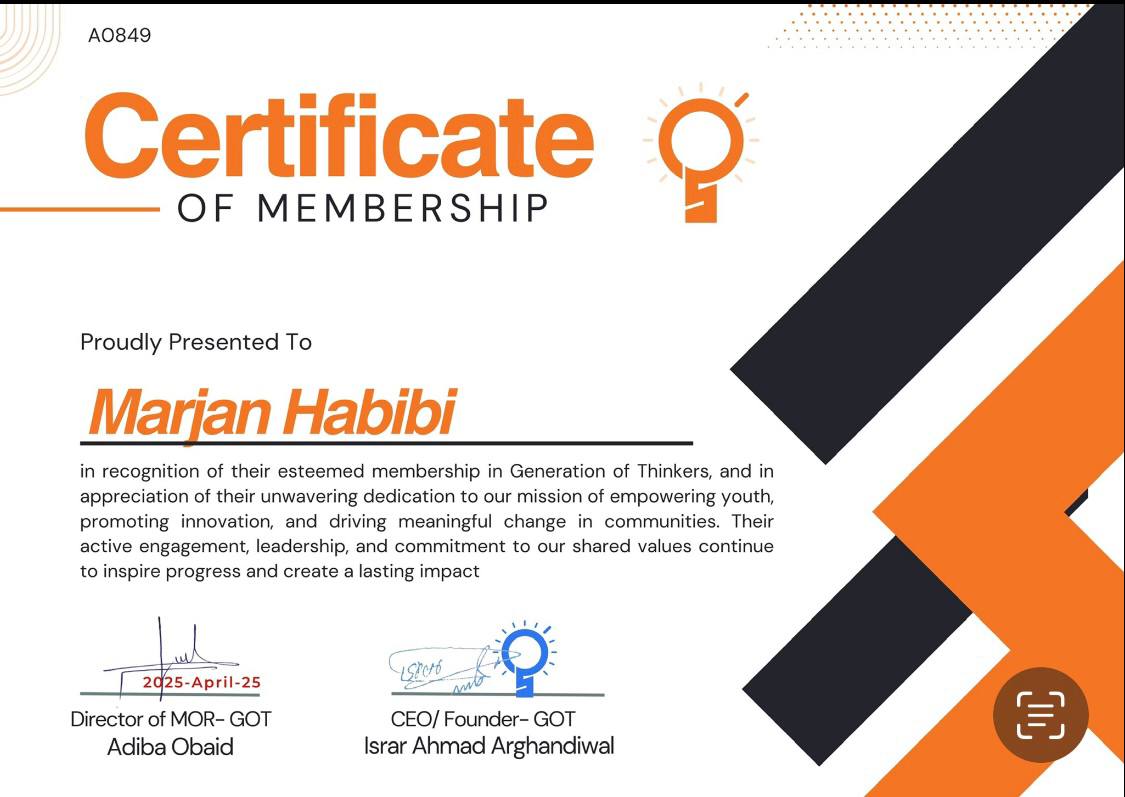 AO849
Certificate
OF MEMBERSHIP
Proudly Presented To
Marjan Habibi
in recognition of their esteemed membership in Generation of Thinkers, and in
appreciation of their unwavering dedication to our mission of empowering youth,
promoting innovation, and driving meaningful change in communities. Their
active engagement, leadership, and commitment to our shared values continue
to inspire progress and create a lasting impact
2025-April-25
Director of MOR- GOT
Adiba Obaid
CEO/ Founder- GOT
Israr Ahmad Arghandiwal